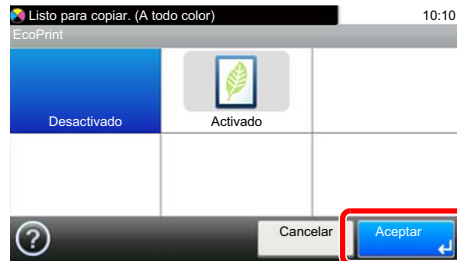 Listo para copiar. (A todo color) 10:10
EcoPrint
Desactivado Activado
? Cancelar Aceptar